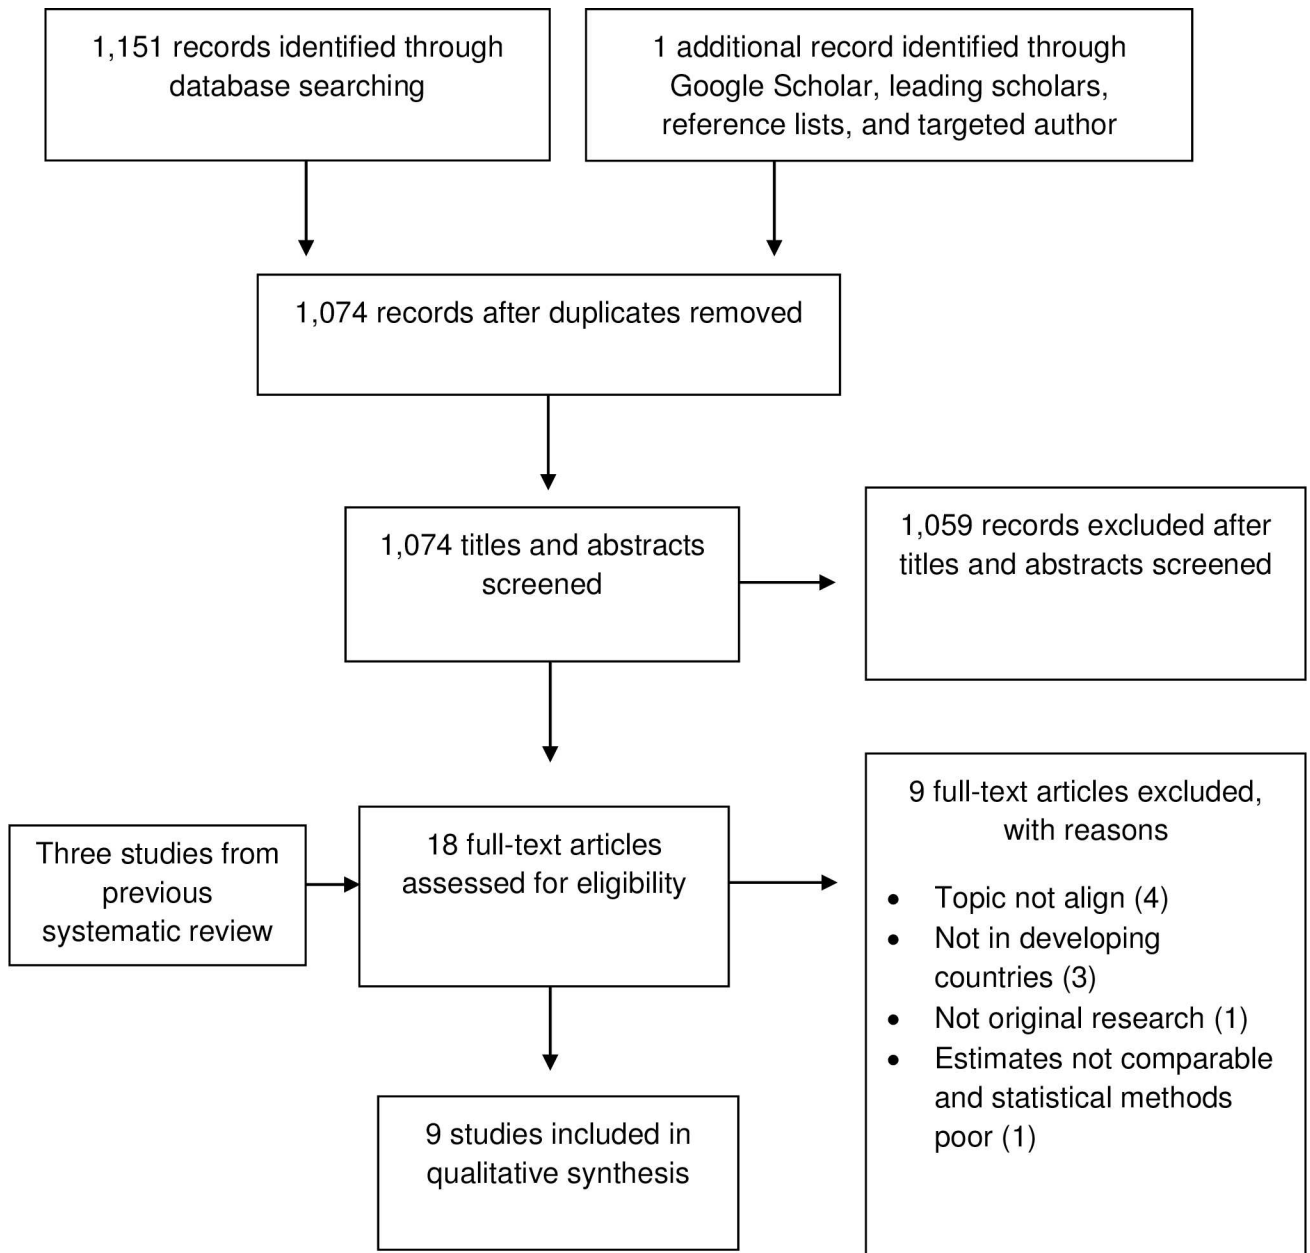 1,151 records identified through
database searching
1 additional record identified through
Google Scholar, leading scholars,
reference lists, and targeted author
1,074 records after duplicates removed
1,074 titles and abstracts
screened
1,059 records excluded after
titles and abstracts screened
Three studies from
previous
systematic review
18 full-text articles
assessed for eligibility
9 full-text articles excluded,
with reasons
• Topic not align (4)
• Not in developing
countries (3)
• Not original research (1)
• Estimates not comparable
and statistical methods
poor (1)
9 studies included in
qualitative synthesis